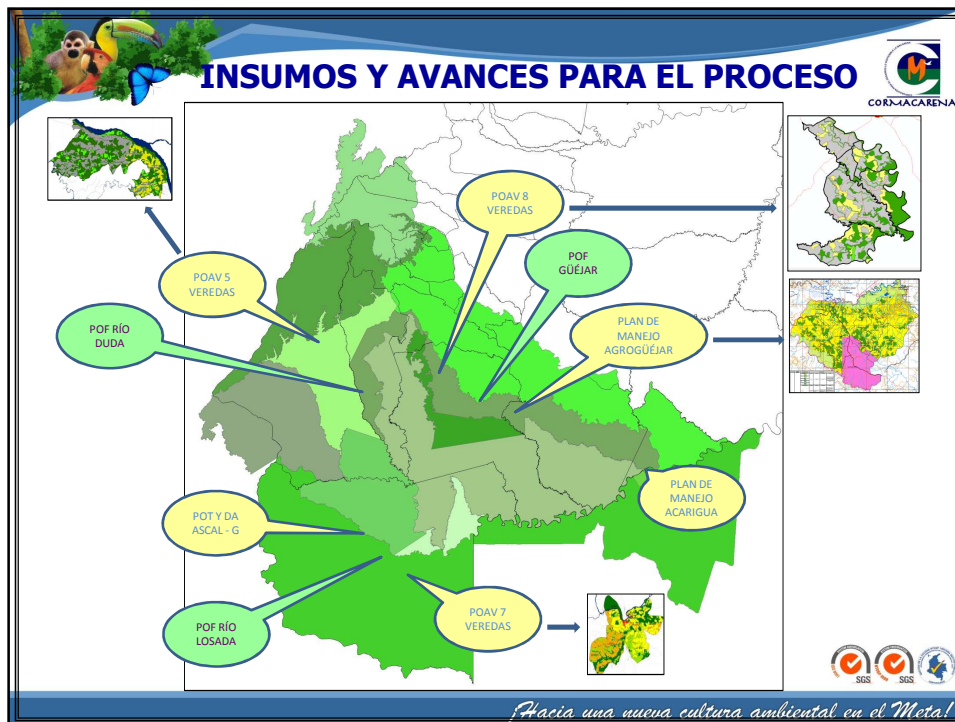 INSUMOS Y AVANCES PARA EL PROCESO
CORMACARENA
POAV 8
VEREDAS
POF
GÜÉJAR
POAV 5
VEREDAS
PLAN DE
MANEJO
AGROGÜÉJAR
POF RÍO
DUDA
PLAN DE
MANEJO
ACARIGUA
POT Y DA
ASCAL - G
POF RÍO
LOSADA
POAV 7
VEREDAS
SGS
SGS
¡Hacia una nueva cultura ambiental en el Meta!